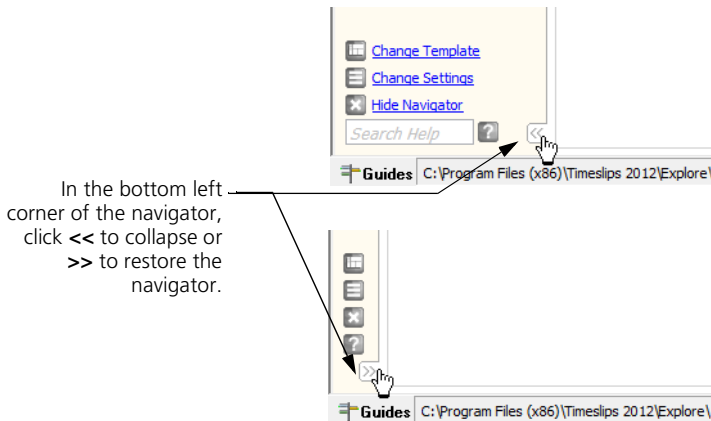 Change Template
Change Settings
Hide Navigator
Search Help ? <<
Guides C:\Program Files (x86)\Timeslips 2012\Explore\
In the bottom left
corner of the navigator,
click << to collapse or
>> to restore the
navigator.
?
>>
Guides C:\Program Files (x86)\Timeslips 2012\Explore\